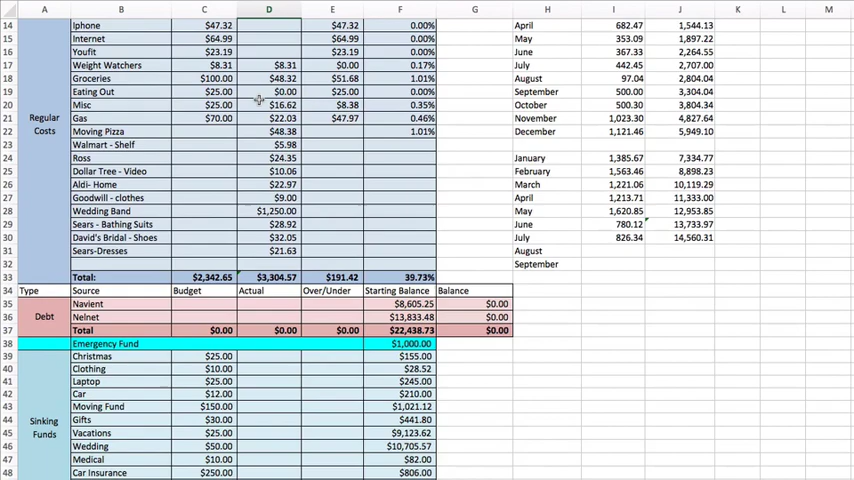 A B C D E F G H I J K L M
14 Iphone $47.32 $47.32 0.00% April 682.47 1,544.13
15 Internet $64.99 $64.99 0.00% May 353.09 1,897.22
16 Youfit $23.19 $23.19 0.00% June 367.33 2,264.55
17 Weight Watchers $8.31 $8.31 $0.00 0.17% July 442.45 2,707.00
18 Groceries $100.00 $48.32 $51.68 1.01% August 97.04 2,804.04
19 Eating Out $25.00 $0.00 $25.00 0.00% September 500.00 3,304.04
20 Misc $25.00 $16.62 $8.38 0.35% October 500.30 3,804.34
21 Regular Costs Gas $70.00 $22.03 $47.97 0.46% November 1,023.30 4,827.64
22 Moving Pizza $48.38 1.01% December 1,121.46 5,949.10
23 Walmart - Shelf $5.98
24 Ross $24.35 January 1,385.67 7,334.77
25 Dollar Tree - Video $10.06 February 1,563.46 8,898.23
26 Aldi- Home $22.97 March 1,221.06 10,119.29
27 Goodwill - clothes $9.00 April 1,213.71 11,333.00
28 Wedding Band $1,250.00 May 1,620.85 12,953.85
29 Sears - Bathing Suits $28.92 June 780.12 13,733.97
30 David's Bridal - Shoes $32.05 July 826.34 14,560.31
31 Sears-Dresses $21.63 August
32 September
33 Total: $2,342.65 $3,304.57 $191.42 39.73%
34 Type Source Budget Actual Over/Under Starting Balance Balance
35 Navient $8,605.25 $0.00
36 Debt Nelnet $13,833.48 $0.00
37 Total $0.00 $0.00 $0.00 $22,438.73 $0.00
38 Emergency Fund $1,000.00
39 Christmas $25.00 $155.00
40 Clothing $10.00 $28.52
41 Laptop $25.00 $245.00
42 Car $12.00 $210.00
43 Moving Fund $150.00 $1,021.12
44 Sinking Funds Gifts $30.00 $441.80
45 Vacations $25.00 $9,123.62
46 Wedding $50.00 $10,705.57
47 Medical $10.00 $82.00
48 Car Insurance $250.00 $806.00